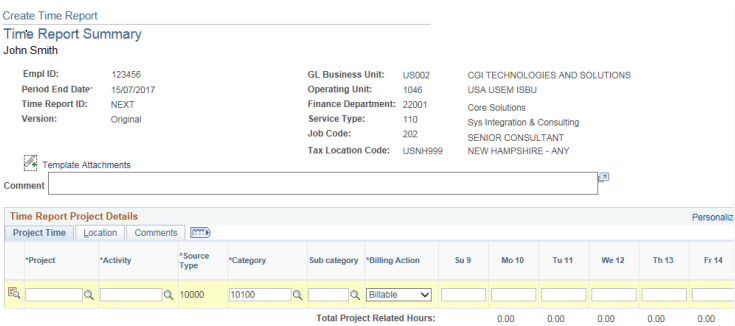 Create Time Report
Time Report Summary
John Smith
Empl ID: 123456 GL Business Unit: US002 CGI TECHNOLOGIES AND SOLUTIONS
Period End Date: 15/07/2017 Operating Unit: 1046 USA USEM ISBU
Time Report ID: NEXT Finance Department: 22001 Core Solutions
Version: Original Service Type: 110 Sys Integration & Consulting
Job Code: 202 SENIOR CONSULTANT
Tax Location Code: USNH999 NEW HAMPSHIRE - ANY
Template Attachments
Comment
Time Report Project Details Personaliz
Project Time Location Comments
*Project *Activity *Source Type *Category Sub category *Billing Action Su 9 Mo 10 Tu 11 We 12 Th 13 Fr 14
10000 10100 Billable
Total Project Related Hours: 0.00 0.00 0.00 0.00 0.00